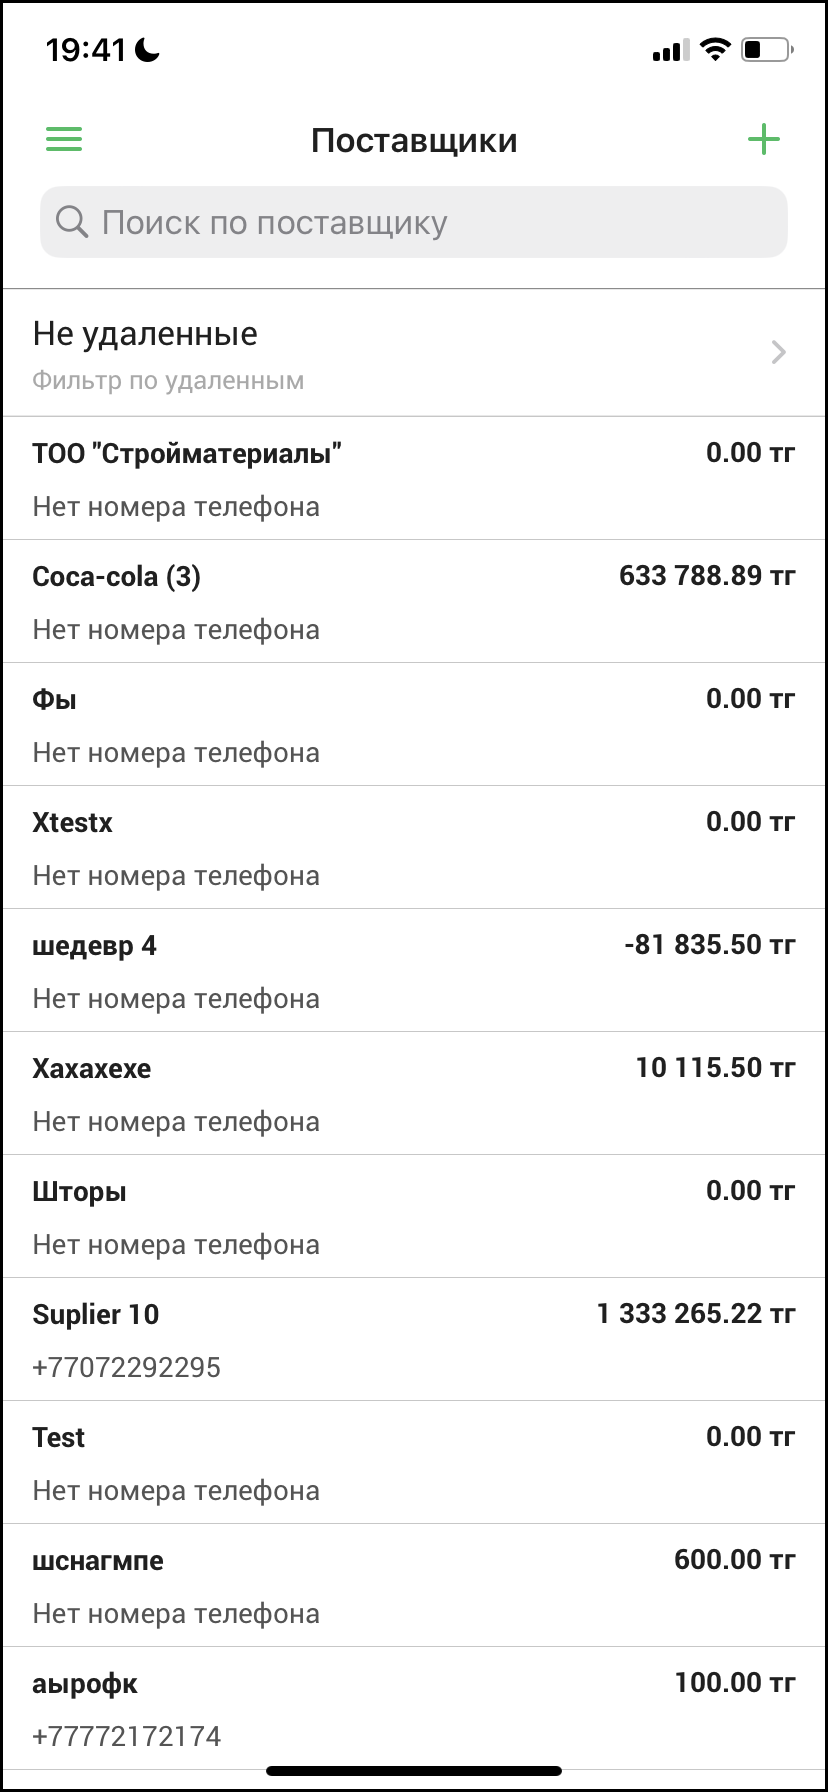 19:41
Поставщики
Поиск по поставщику
Не удаленные
Фильтр по удаленным
ТОО "Стройматериалы" 0.00 тг
Нет номера телефона
Coca-cola (3) 633 788.89 тг
Нет номера телефона
Фы 0.00 тг
Нет номера телефона
Xtestx 0.00 тг
Нет номера телефона
шедевр 4 -81 835.50 тг
Нет номера телефона
Хахахехе 10 115.50 тг
Нет номера телефона
Шторы 0.00 тг
Нет номера телефона
Suplier 10 1 333 265.22 тг
+77072292295
Test 0.00 тг
Нет номера телефона
шснагмпе 600.00 тг
Нет номера телефона
аырофк 100.00 тг
+77772172174